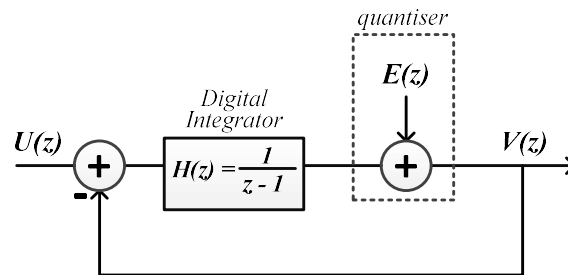 quantiser
E(z)
Digital
Integrator
U(z)
+
-
H(z) = 1 / (z - 1)
+
V(z)